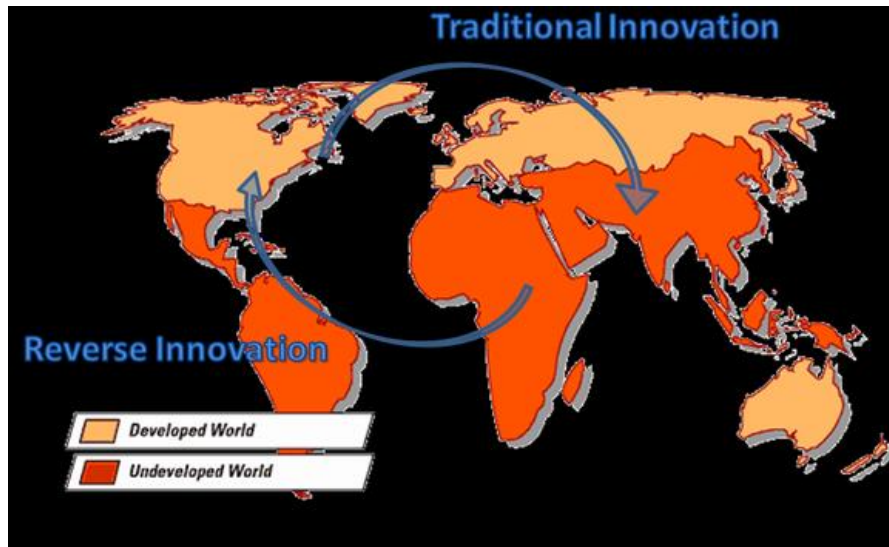 Traditional Innovation
Reverse Innovation
Developed World
Undeveloped World